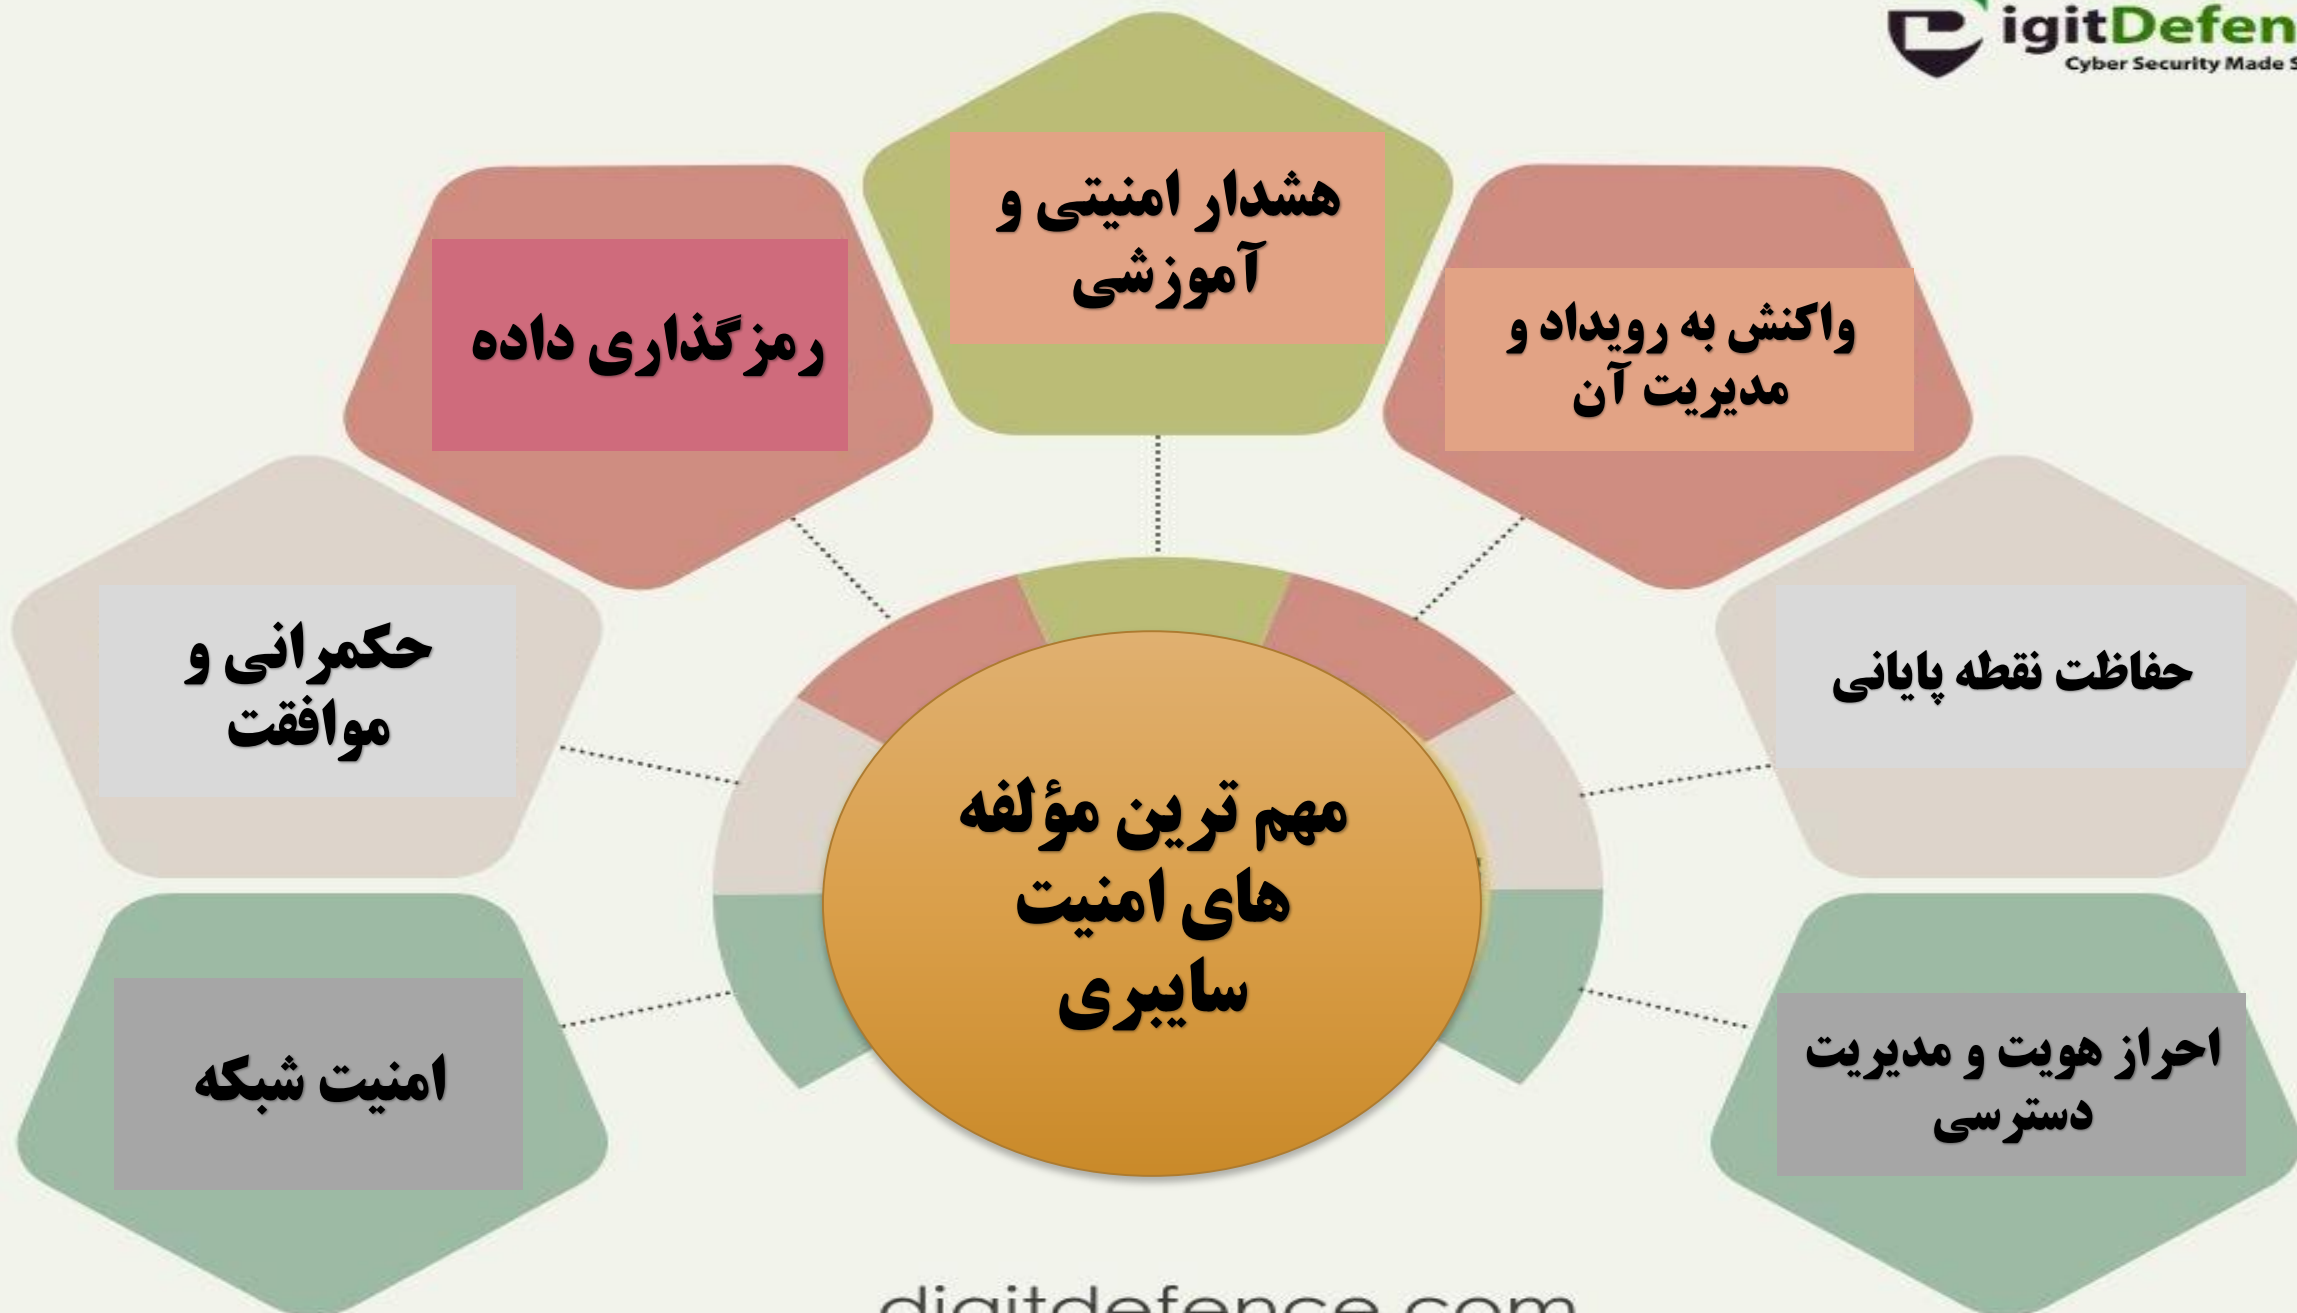 igitDefen
Cyber Security Made S
هشدار امنیتی و
آموزشی
واکنش به رویداد و
مدیریت آن
رمزگذاری داده
حفاظت نقطه پایانی
حکمرانی و
موافقت
مهم ترین مؤلفه
های امنیت
سایبری
احراز هویت و مدیریت
دسترسی
امنیت شبکه
digitdefence.com